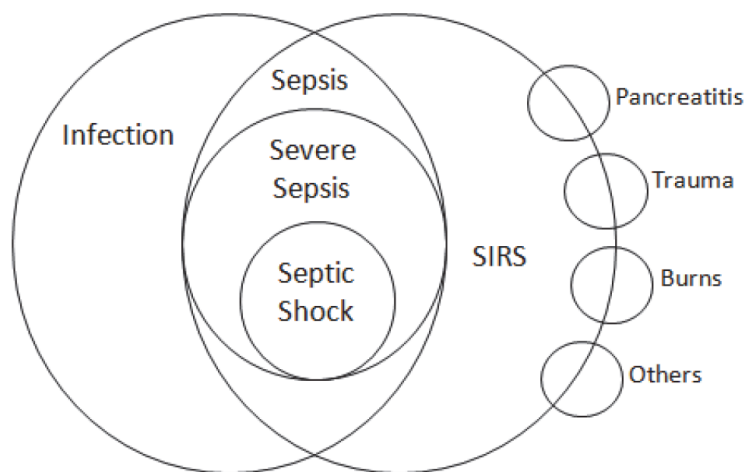 Sepsis
Infection
Severe
Sepsis
Septic
Shock
SIRS
Pancreatitis
Trauma
Burns
Others